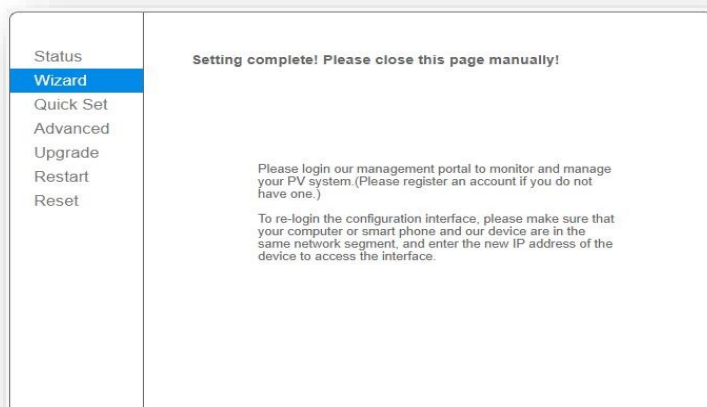 Status
Wizard
Quick Set
Advanced
Upgrade
Restart
Reset
Setting complete! Please close this page manually!
Please login our management portal to monitor and manage
your PV system.(Please register an account if you do not
have one.)
To re-login the configuration interface, please make sure that
your computer or smart phone and our device are in the
same network segment, and enter the new IP address of the
device to access the interface.